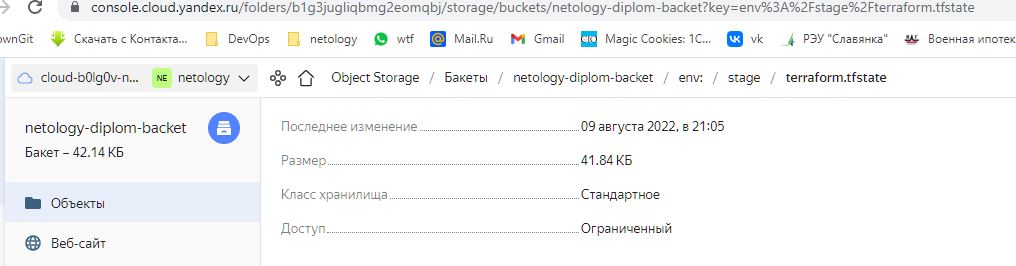 console.cloud.yandex.ru/folders/b1g3jugliqbmg2eomqbj/storage/buckets/netology-diplom-backet?key=env%3A%2Fstage%2Fterraform.tfstate
ownGit Скачать с Контакта... DevOps netology wtf Mail.Ru Gmail Magic Cookies: 1C... vk РЭУ "Славянка" Военная ипотек
cloud-b0lg0v-n... NE netology Object Storage / Бакеты / netology-diplom-backet / env: / stage / terraform.tfstate
netology-diplom-backet
Бакет – 42.14 КБ
Объекты
Веб-сайт
Последнее изменение 09 августа 2022, в 21:05
Размер 41.84 КБ
Класс хранилища Стандартное
Доступ Ограниченный